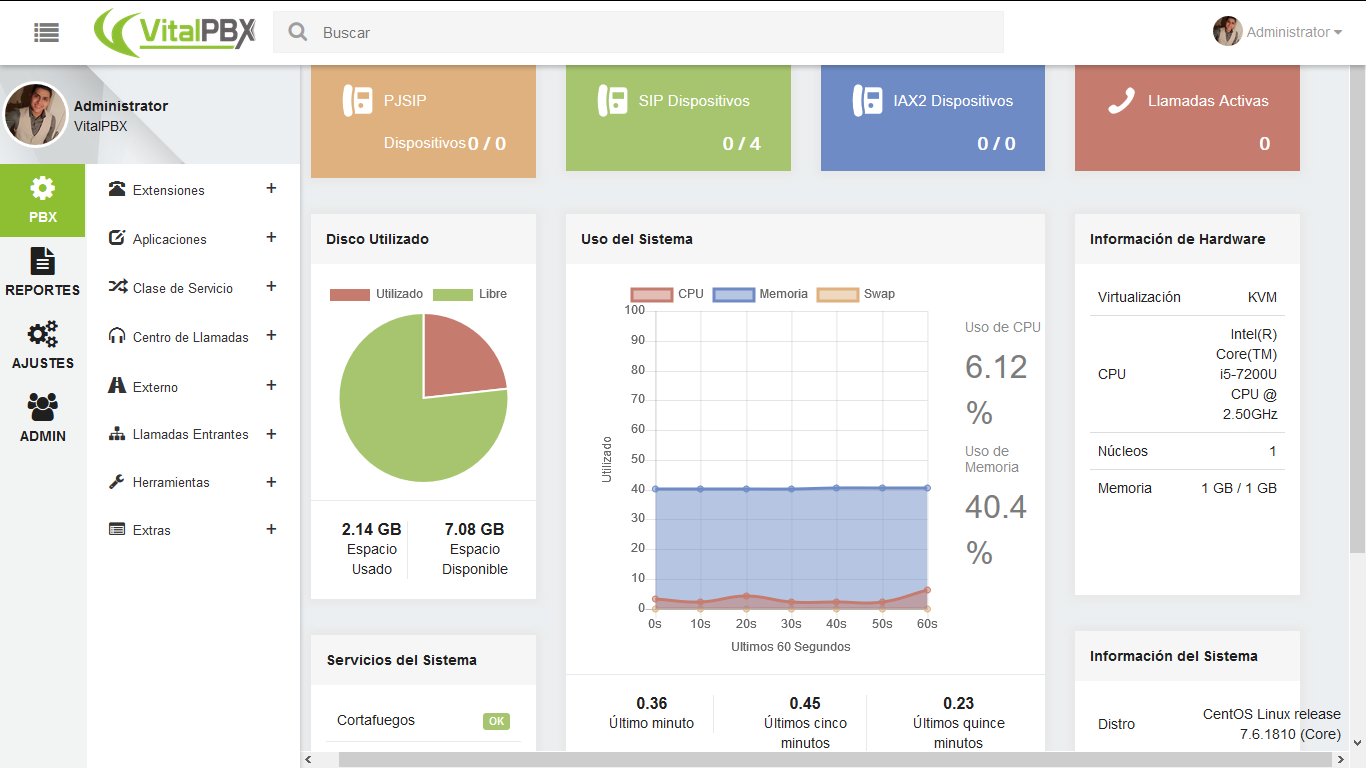 VitalPBX
Buscar
Administrator
Administrator
VitalPBX
PBX
REPORTES
AJUSTES
ADMIN
Extensiones +
Aplicaciones +
Clase de Servicio +
Centro de Llamadas +
Externo +
Llamadas Entrantes +
Herramientas +
Extras +
PJSIP
Dispositivos 0 / 0
SIP Dispositivos
0 / 4
IAX2 Dispositivos
0 / 0
Llamadas Activas
0
Disco Utilizado
Utilizado Libre
2.14 GB
Espacio
Usado
7.08 GB
Espacio
Disponible
Servicios del Sistema
Cortafuegos OK
Uso del Sistema
CPU Memoria Swap
100
90
80
70
60
50
40
30
20
10
0
Utilizado
0s 10s 20s 30s 40s 50s 60s
Ultimos 60 Segundos
Uso de CPU
6.12
%
Uso de
Memoria
40.4
%
0.36
Último minuto
0.45
Últimos cinco
minutos
0.23
Últimos quince
minutos
Información de Hardware
Virtualización KVM
CPU
Intel(R)
Core(TM)
i5-7200U
CPU @
2.50GHz
Núcleos 1
Memoria 1 GB / 1 GB
Información del Sistema
Distro
CentOS Linux release
7.6.1810 (Core)